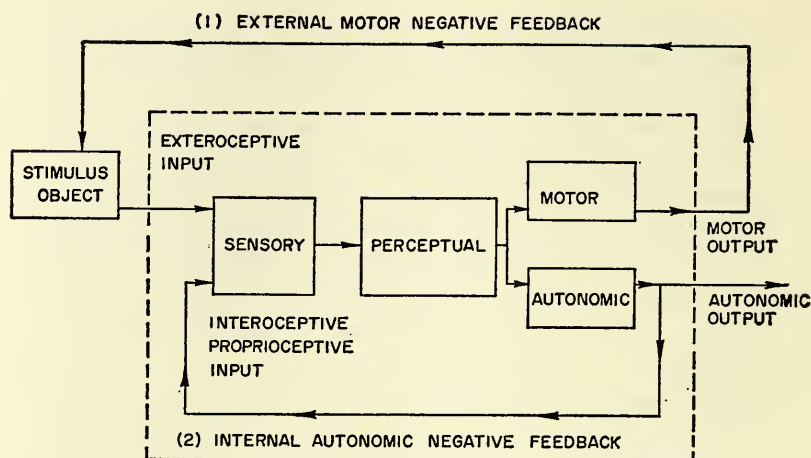 (1) EXTERNAL MOTOR NEGATIVE FEEDBACK
EXTEROCEPTIVE
INPUT
STIMULUS
OBJECT
MOTOR
SENSORY
PERCEPTUAL
MOTOR
OUTPUT
AUTONOMIC
AUTONOMIC
OUTPUT
INTEROCEPTIVE
PROPRIOCEPTIVE
INPUT
(2) INTERNAL AUTONOMIC NEGATIVE FEEDBACK